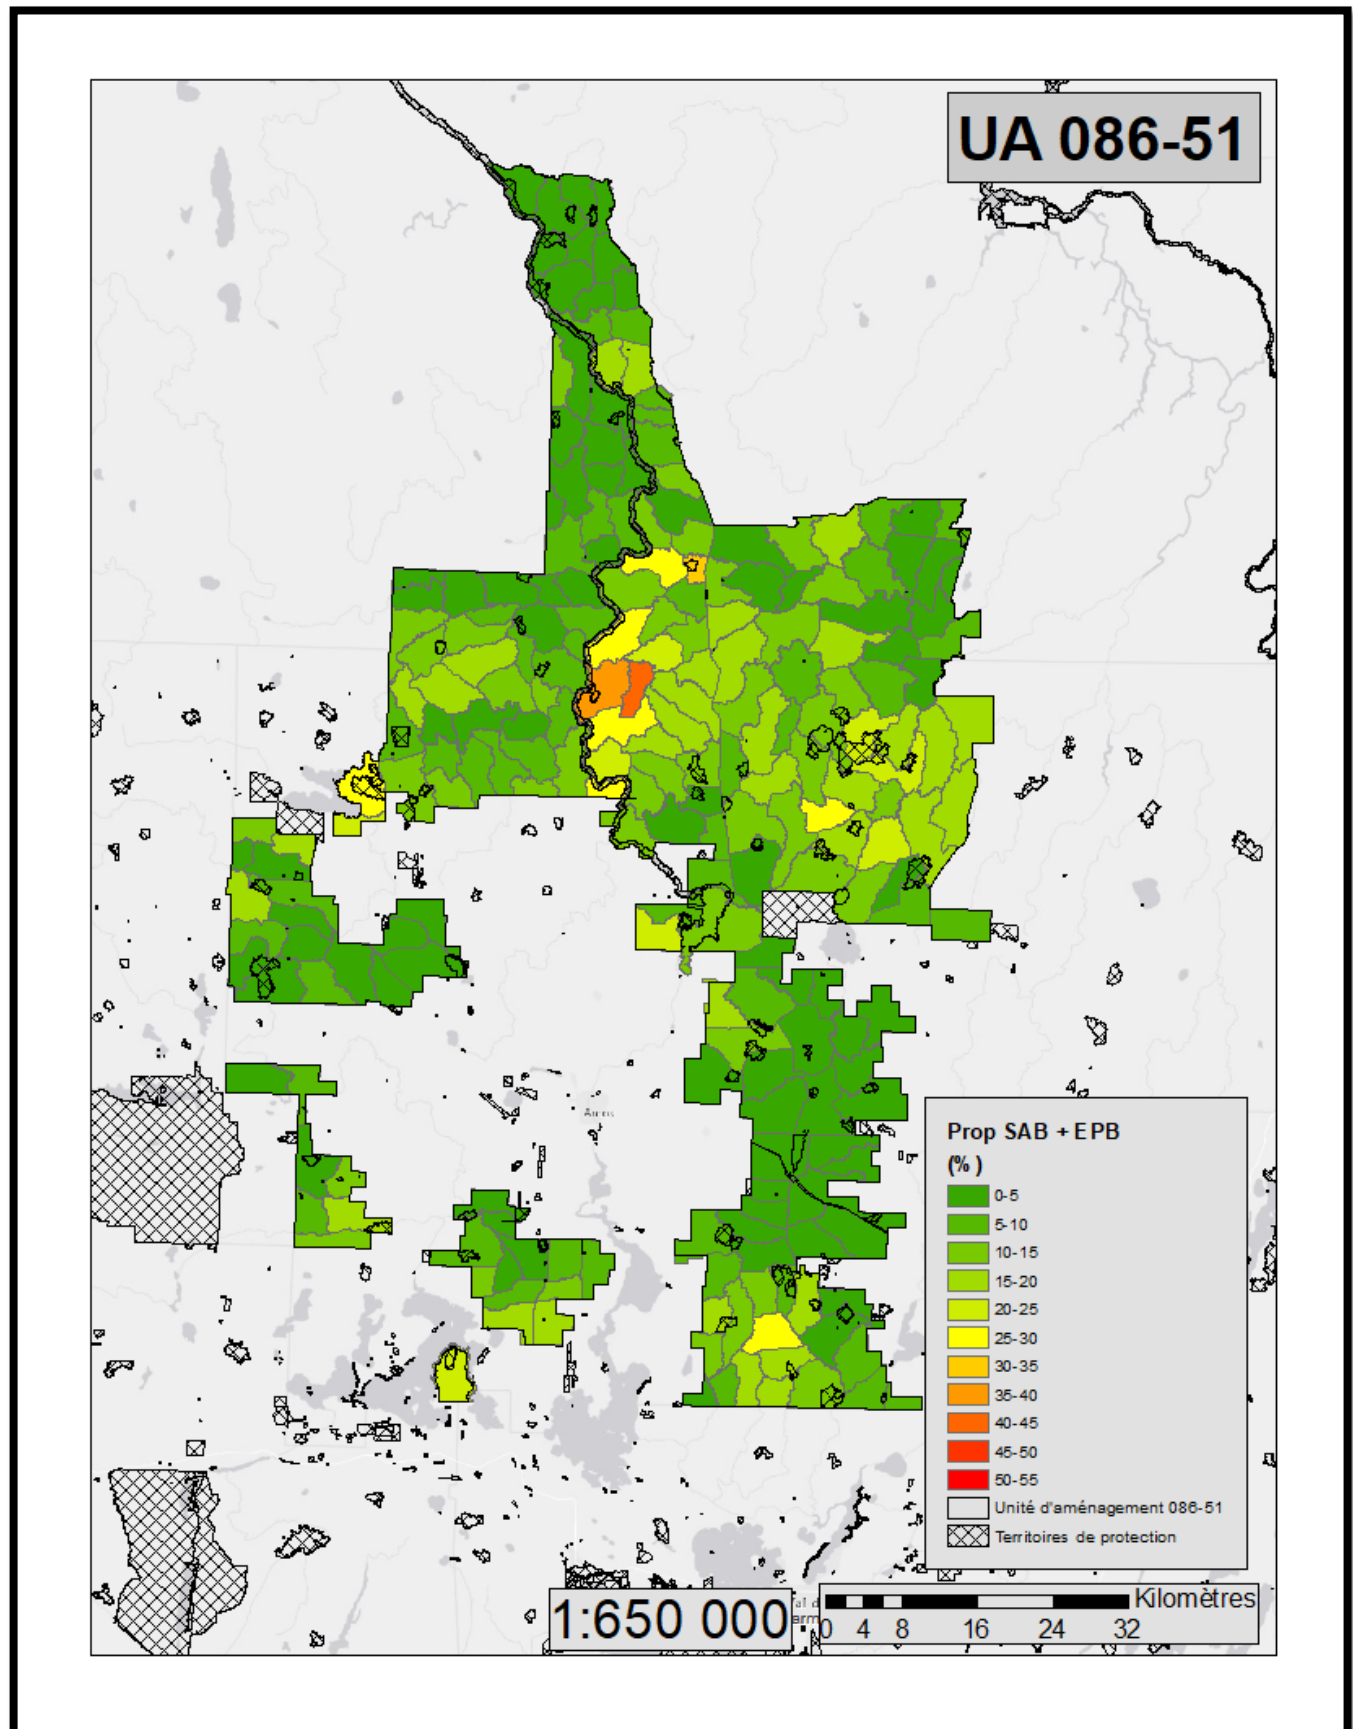 UA 086-51
Amos
Prop SAB + EPB
(% )
0-5
5-10
10-15
15-20
20-25
25-30
30-35
35-40
40-45
45-50
50-55
Unité d'aménagement 086-51
Territoires de protection
1:650 000
Kilomètres
0 4 8 16 24 32